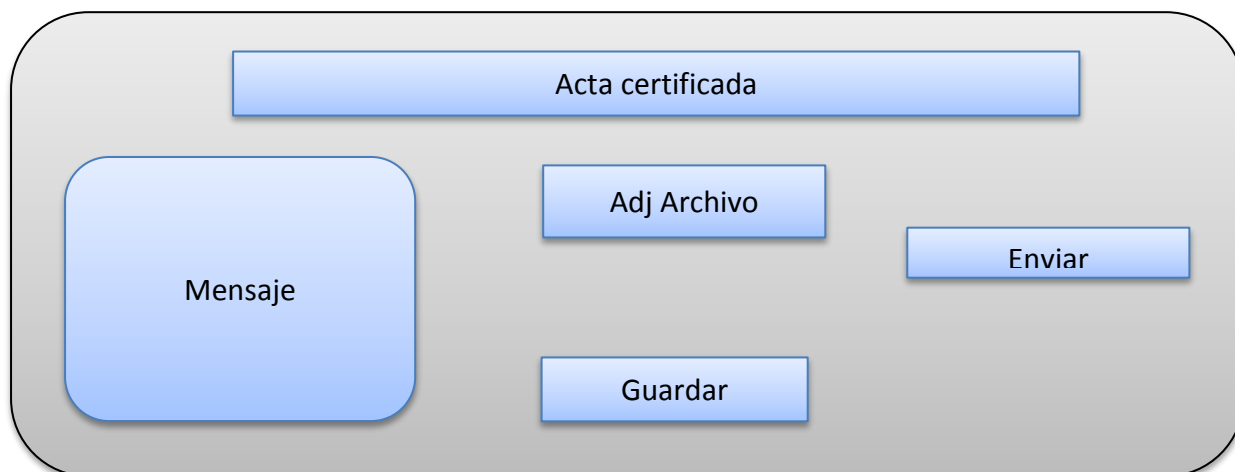 Acta certificada
Adj Archivo
Enviar
Mensaje
Guardar